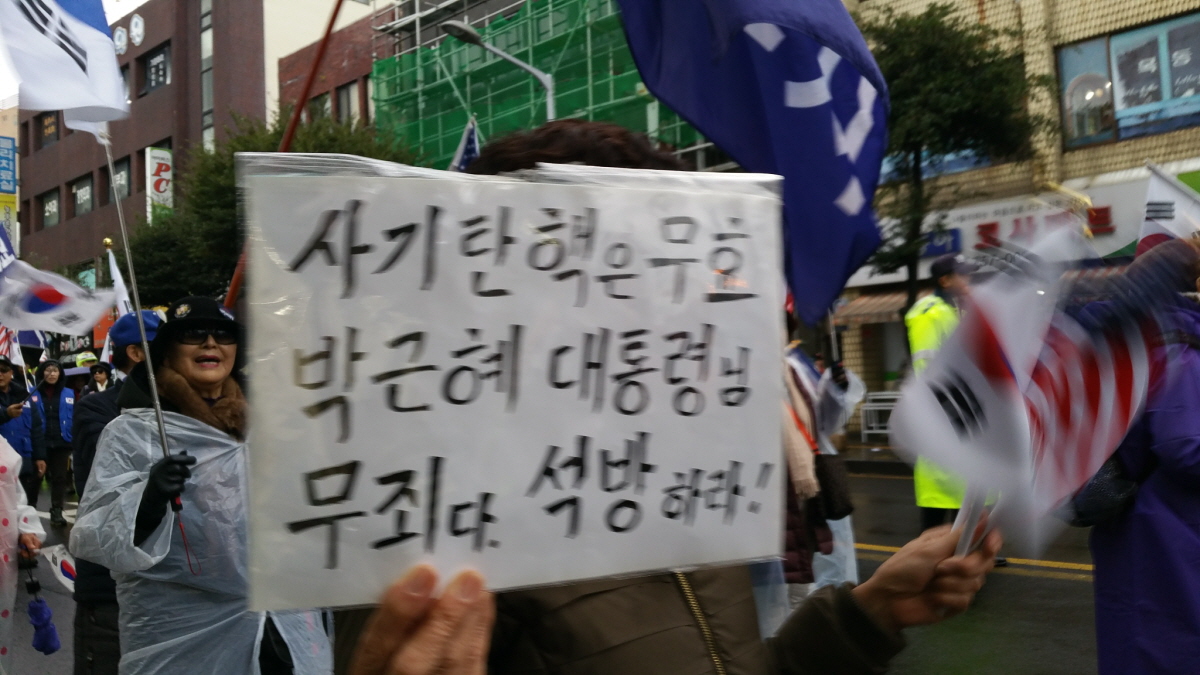 사기탄핵은 무효
박근혜 대통령님
무죄다. 석방하라!
PC